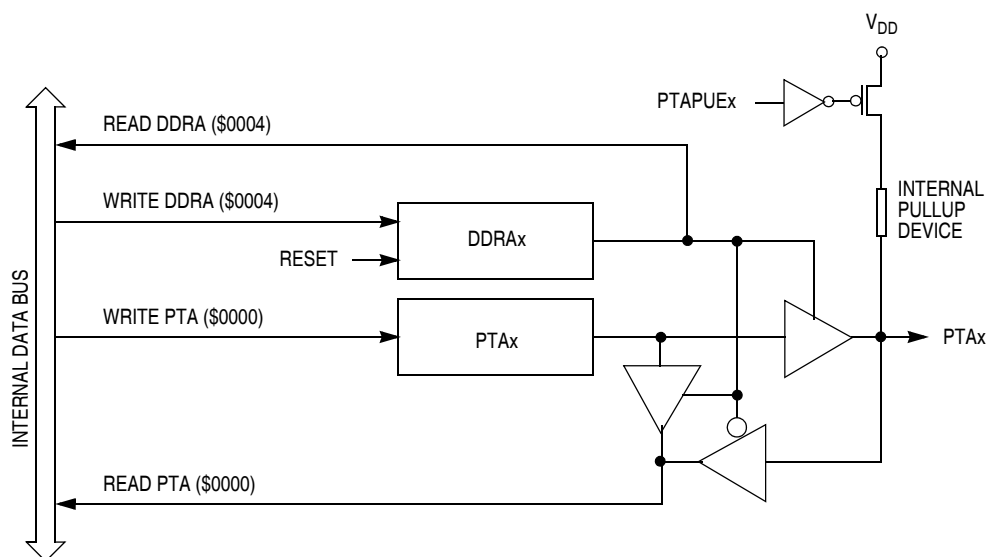 VDD
PTAPUEx
READ DDRA ($0004)
WRITE DDRA ($0004)
INTERNAL
PULLUP
DEVICE
DDRAx
RESET
INTERNAL DATA BUS
WRITE PTA ($0000)
PTAx
PTAx
READ PTA ($0000)